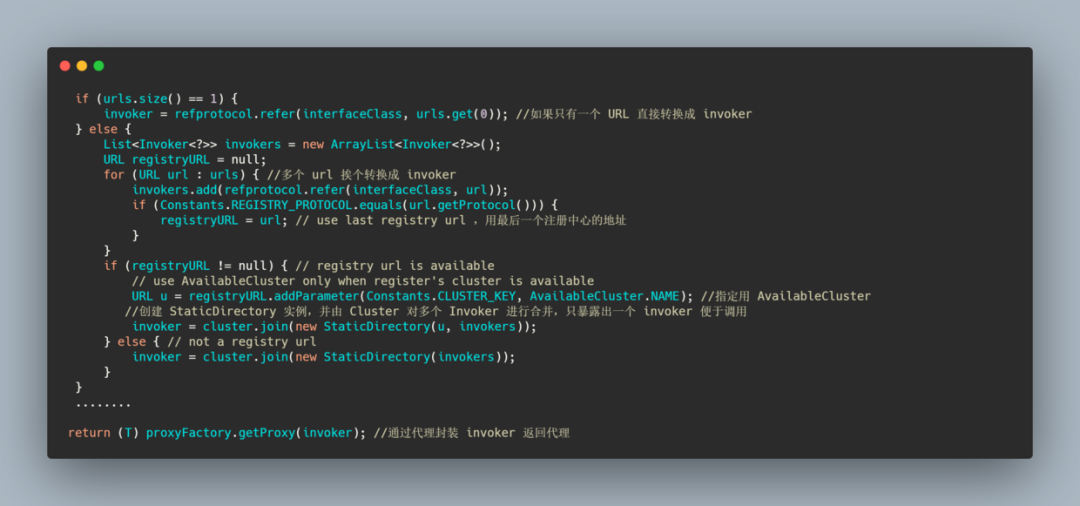 if (urls.size() == 1) {
invoker = refprotocol.refer(interfaceClass, urls.get(0)); //如果只有一个 URL 直接转换成 invoker
} else {
List<Invoker<?>> invokers = new ArrayList<Invoker<?>>();
URL registryURL = null;
for (URL url : urls) { //多个 url 挨个转换成 invoker
invokers.add(refprotocol.refer(interfaceClass, url));
if (Constants.REGISTRY_PROTOCOL.equals(url.getProtocol())) {
registryURL = url; // use last registry url ，用最后一个注册中心的地址
}
}
if (registryURL != null) { // registry url is available
// use AvailableCluster only when register's cluster is available
URL u = registryURL.addParameter(Constants.CLUSTER_KEY, AvailableCluster.NAME); //指定用 AvailableCluster
//创建 StaticDirectory 实例，并由 Cluster 对多个 Invoker 进行合并，只暴露出一个 invoker 便于调用
invoker = cluster.join(new StaticDirectory(u, invokers));
} else { // not a registry url
invoker = cluster.join(new StaticDirectory(invokers));
}
}
........
return (T) proxyFactory.getProxy(invoker); //通过代理封装 invoker 返回代理